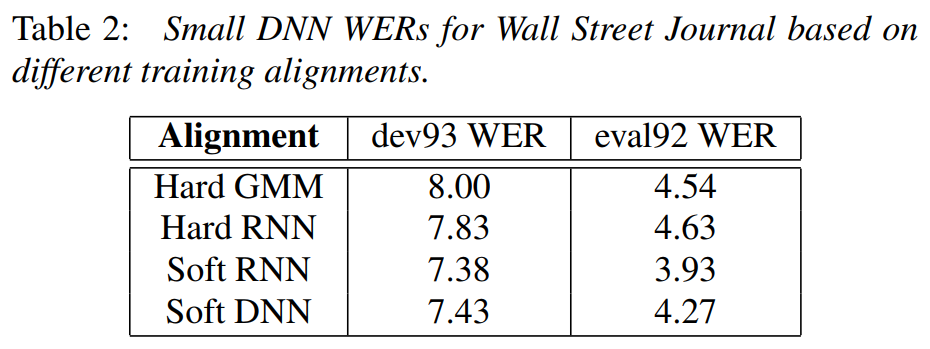 Table 2: Small DNN WERs for Wall Street Journal based on
different training alignments.
Alignment dev93 WER eval92 WER
Hard GMM 8.00 4.54
Hard RNN 7.83 4.63
Soft RNN 7.38 3.93
Soft DNN 7.43 4.27